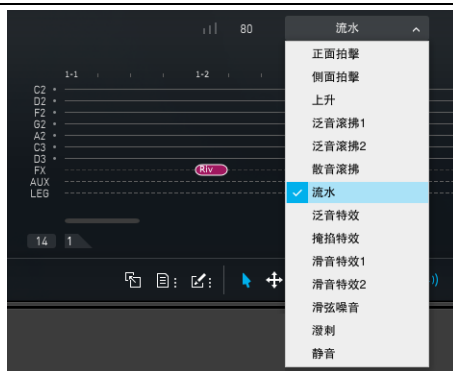 80 流水
正面拍擊
側面拍擊
上升
泛音滾拂1
泛音滾拂2
散音滾拂
流水
泛音特效
掩掐特效
滑音特效1
滑音特效2
滑弦噪音
潑剌
靜音
1-1 1-2
C2
D2
F2
G2
A2
C3
D3
FX Riv
AUX
LEG
14 1